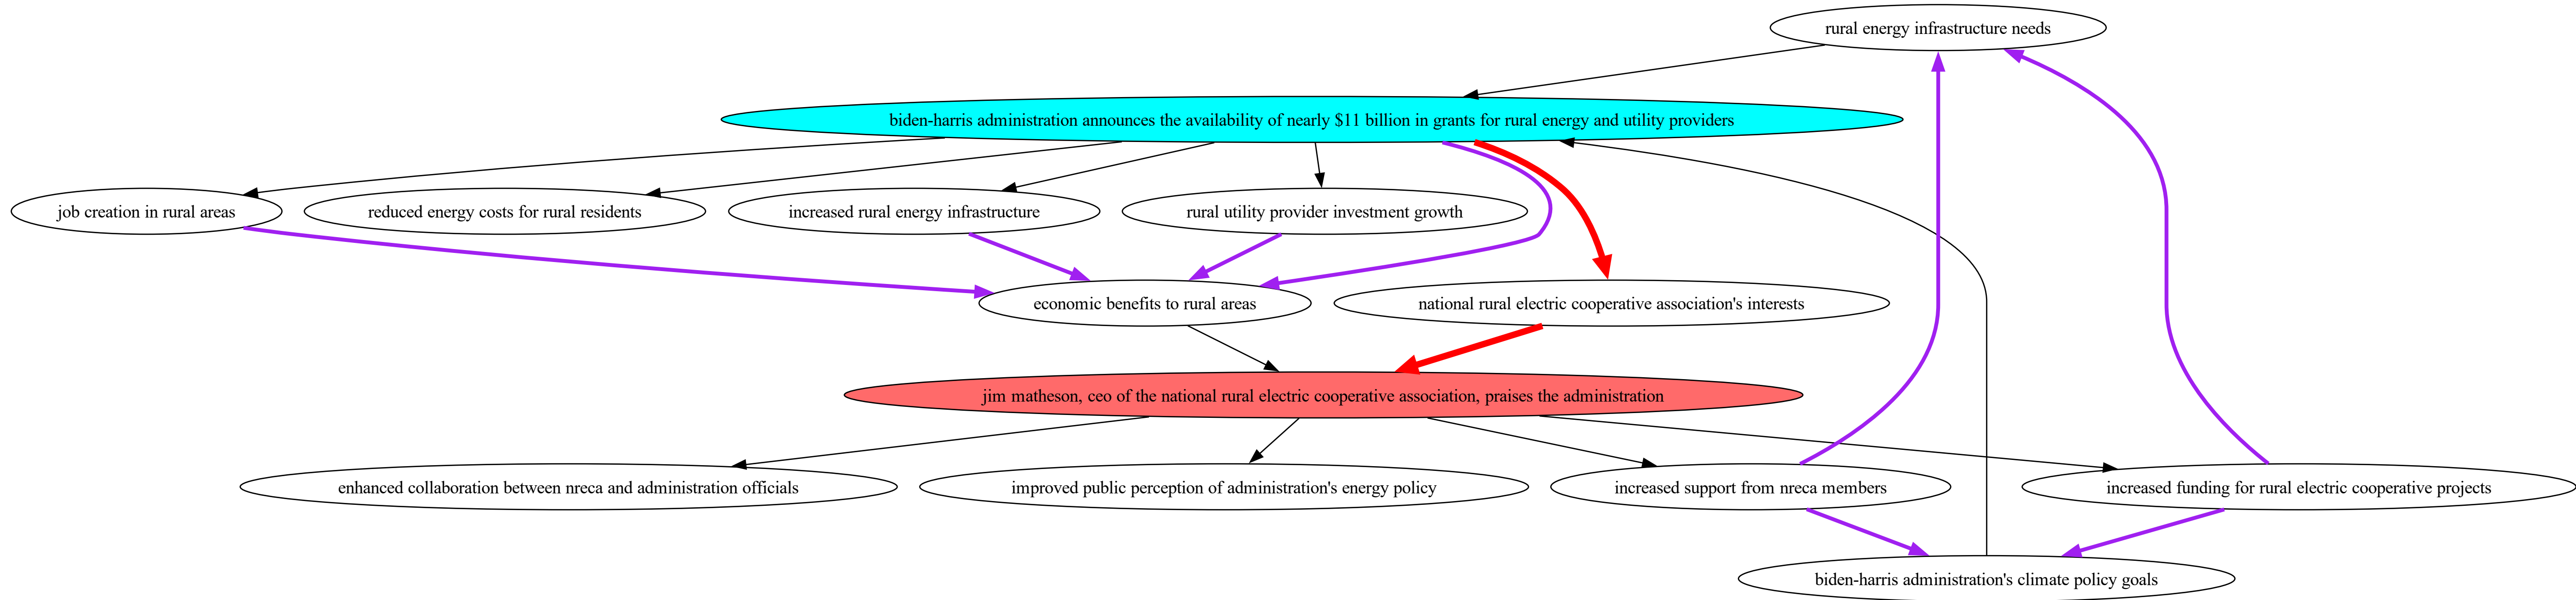 rural energy infrastructure needs
biden-harris administration announces the availability of nearly $11 billion in grants for rural energy and utility providers
job creation in rural areas
reduced energy costs for rural residents
increased rural energy infrastructure
rural utility provider investment growth
economic benefits to rural areas
national rural electric cooperative association's interests
jim matheson, ceo of the national rural electric cooperative association, praises the administration
enhanced collaboration between nreca and administration officials
improved public perception of administration's energy policy
increased support from nreca members
increased funding for rural electric cooperative projects
biden-harris administration's climate policy goals